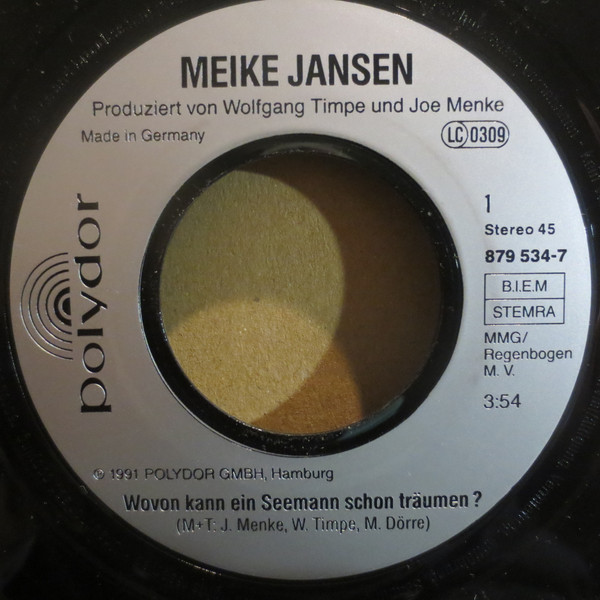 MEIKE JANSEN
Produziert von Wolfgang Timpe und Joe Menke
Made in Germany
LC 0309
polydor
1
Stereo 45
879 534-7
B.I.E.M
STEMRA
MMG/
Regenbogen
M. V.
3:54
℗ 1991 POLYDOR GMBH, Hamburg
Wovon kann ein Seemann schon träumen?
(M+T: J. Menke, W. Timpe, M. Dörre)